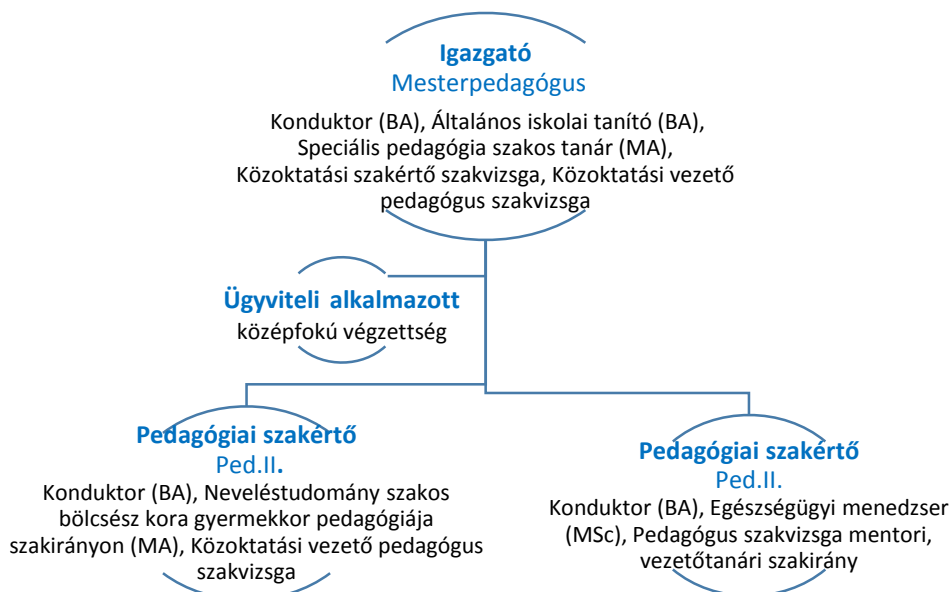 Igazgató
Mesterpedagógus
Konduktor (BA), Általános iskolai tanító (BA),
Speciális pedagógia szakos tanár (MA),
Közoktatási szakértő szakvizsga, Közoktatási vezető
pedagógus szakvizsga
Ügyviteli alkalmazott
középfokú végzettség
Pedagógiai szakértő
Ped.II.
Konduktor (BA), Neveléstudomány szakos
bölcsész kora gyermekkor pedagógiája
szakirányon (MA), Közoktatási vezető pedagógus
szakvizsga
Pedagógiai szakértő
Ped.II.
Konduktor (BA), Egészségügyi menedzser
(MSc), Pedagógus szakvizsga mentori,
vezetőtanári szakirány